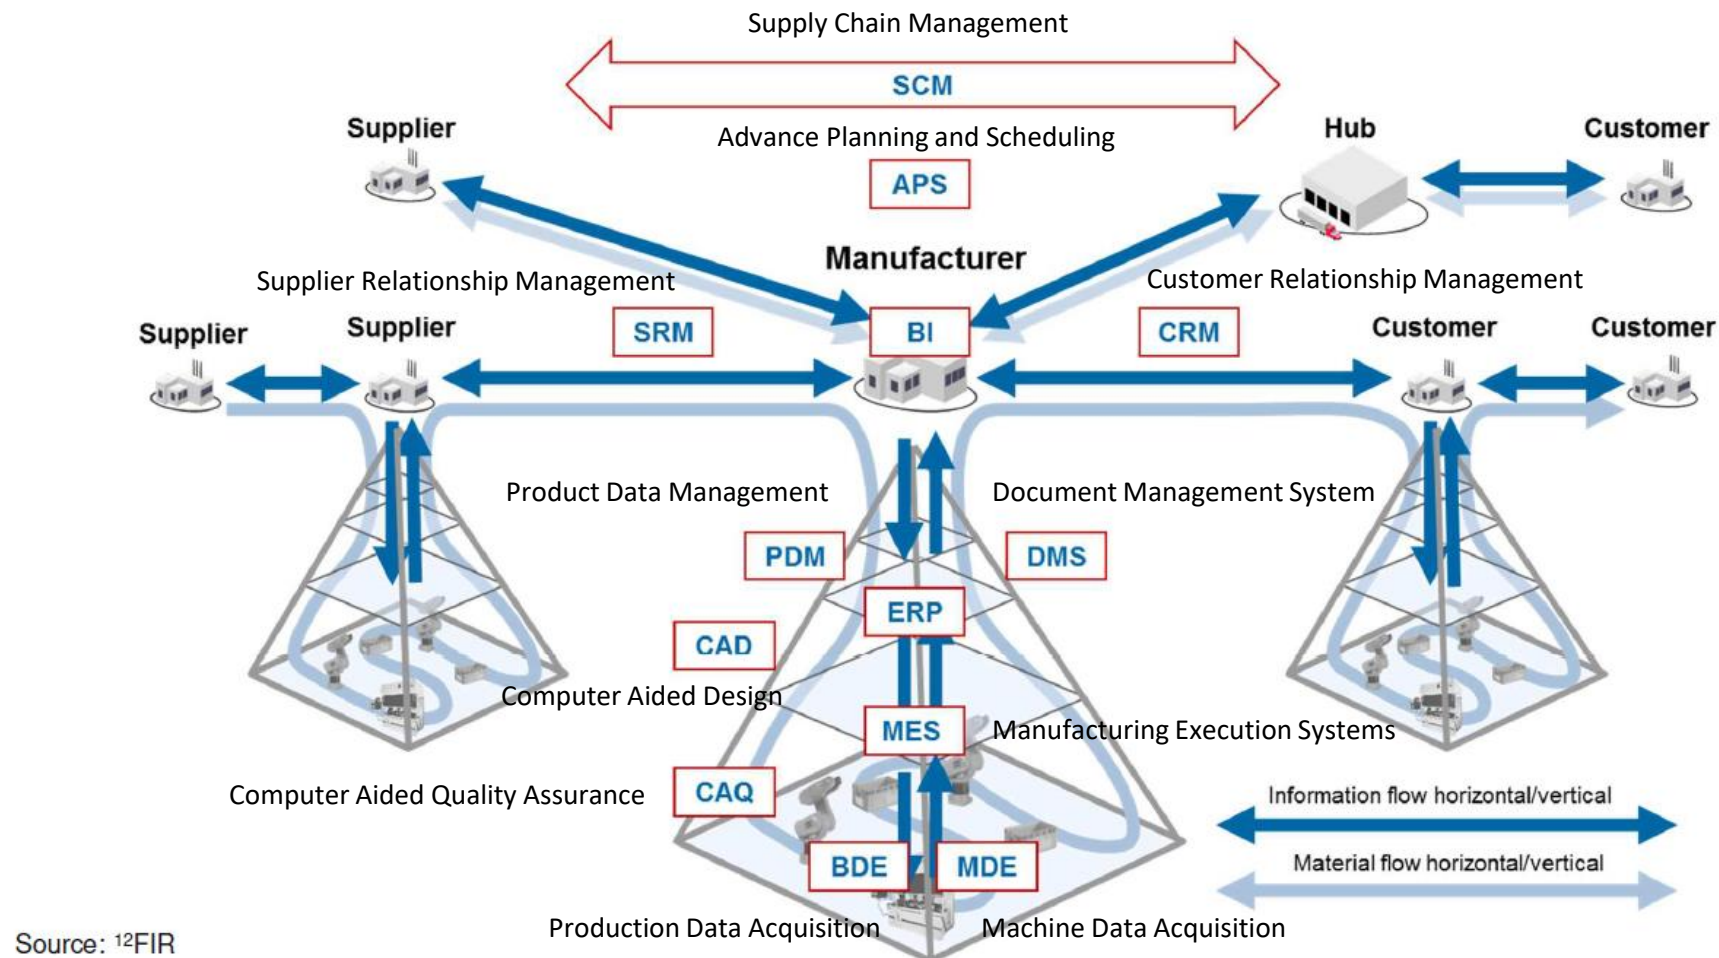 Supply Chain Management
SCM
Supplier
Advance Planning and Scheduling
Hub
Customer
APS
Manufacturer
Supplier Relationship Management
Customer Relationship Management
Supplier
Supplier
SRM
BI
CRM
Customer
Customer
Product Data Management
Document Management System
PDM
DMS
ERP
CAD
Computer Aided Design
MES
Manufacturing Execution Systems
Computer Aided Quality Assurance
CAQ
Information flow horizontal/vertical
BDE
MDE
Material flow horizontal/vertical
Production Data Acquisition
Machine Data Acquisition
Source: ¹²FIR